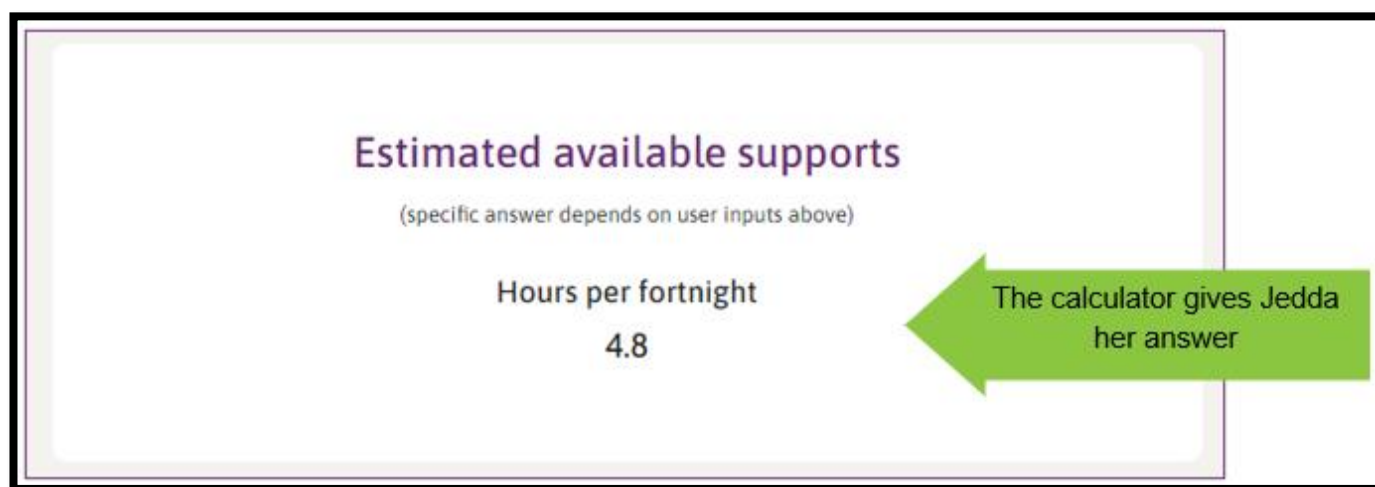 Estimated available supports
(specific answer depends on user inputs above)
Hours per fortnight
4.8
The calculator gives Jedda
her answer